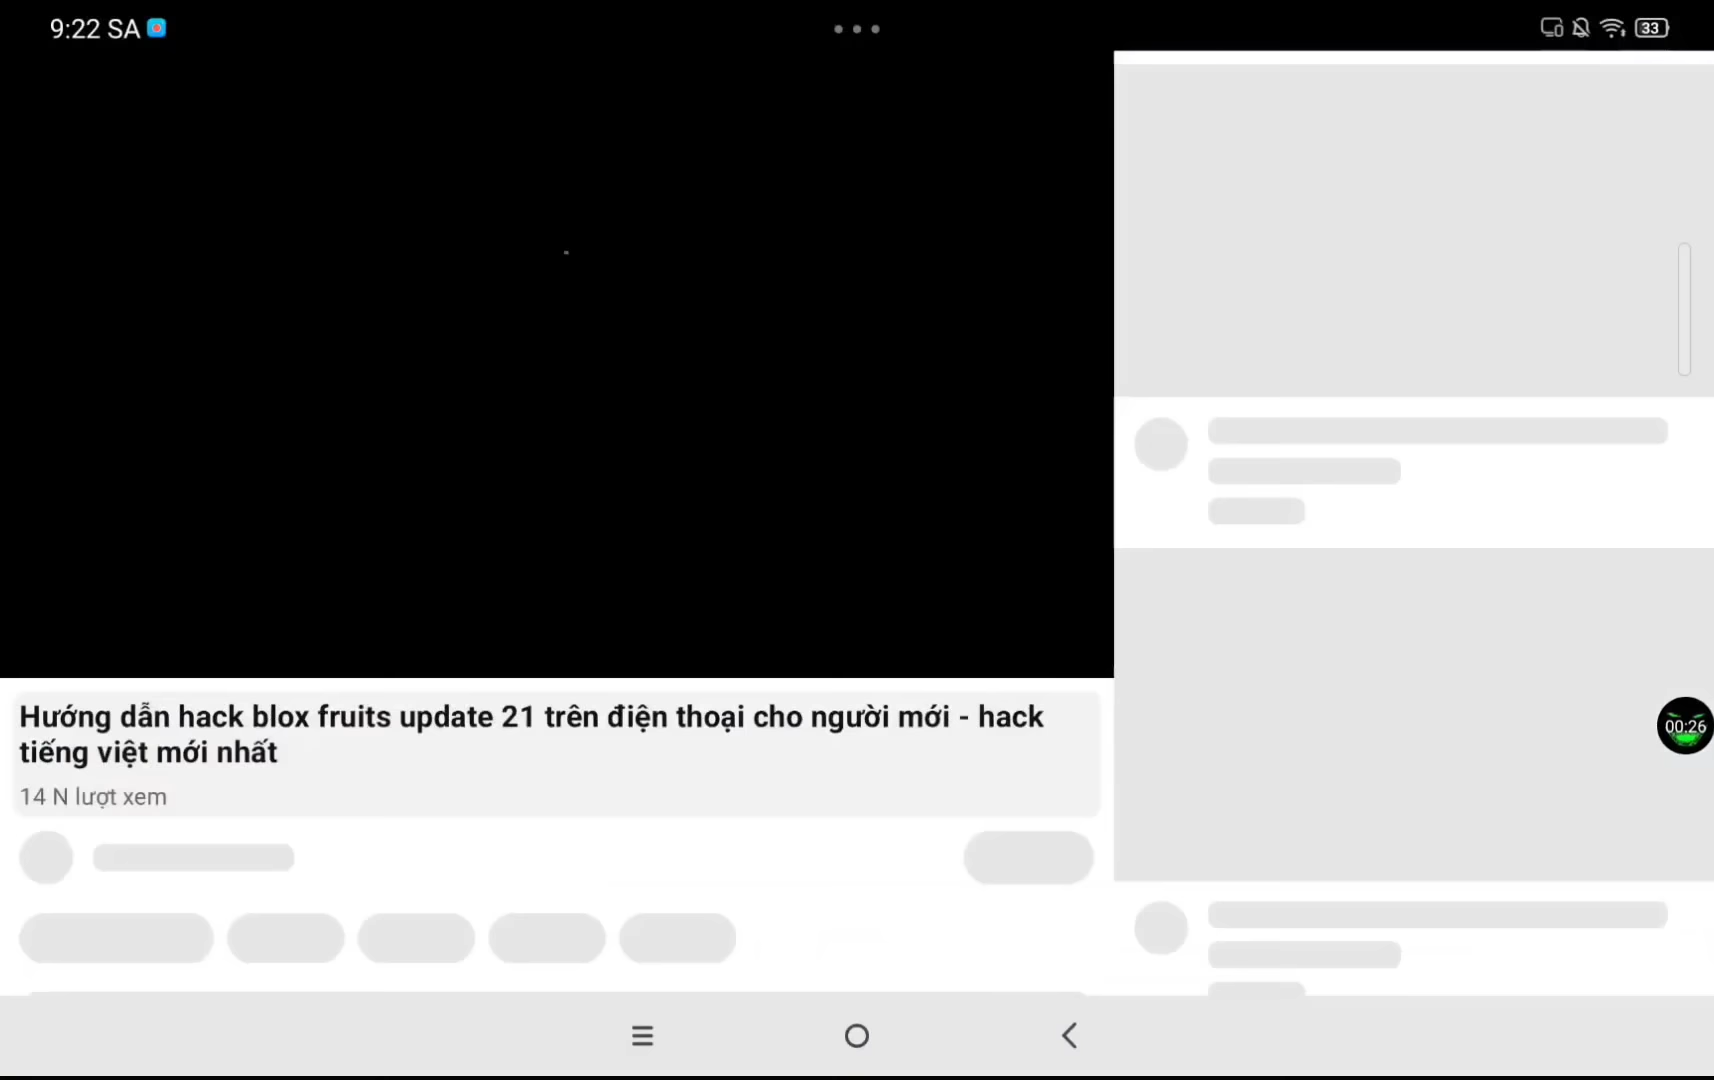 9:22 SA
33
Hướng dẫn hack blox fruits update 21 trên điện thoại cho người mới - hack
tiếng việt mới nhất
14 N lượt xem
00:26